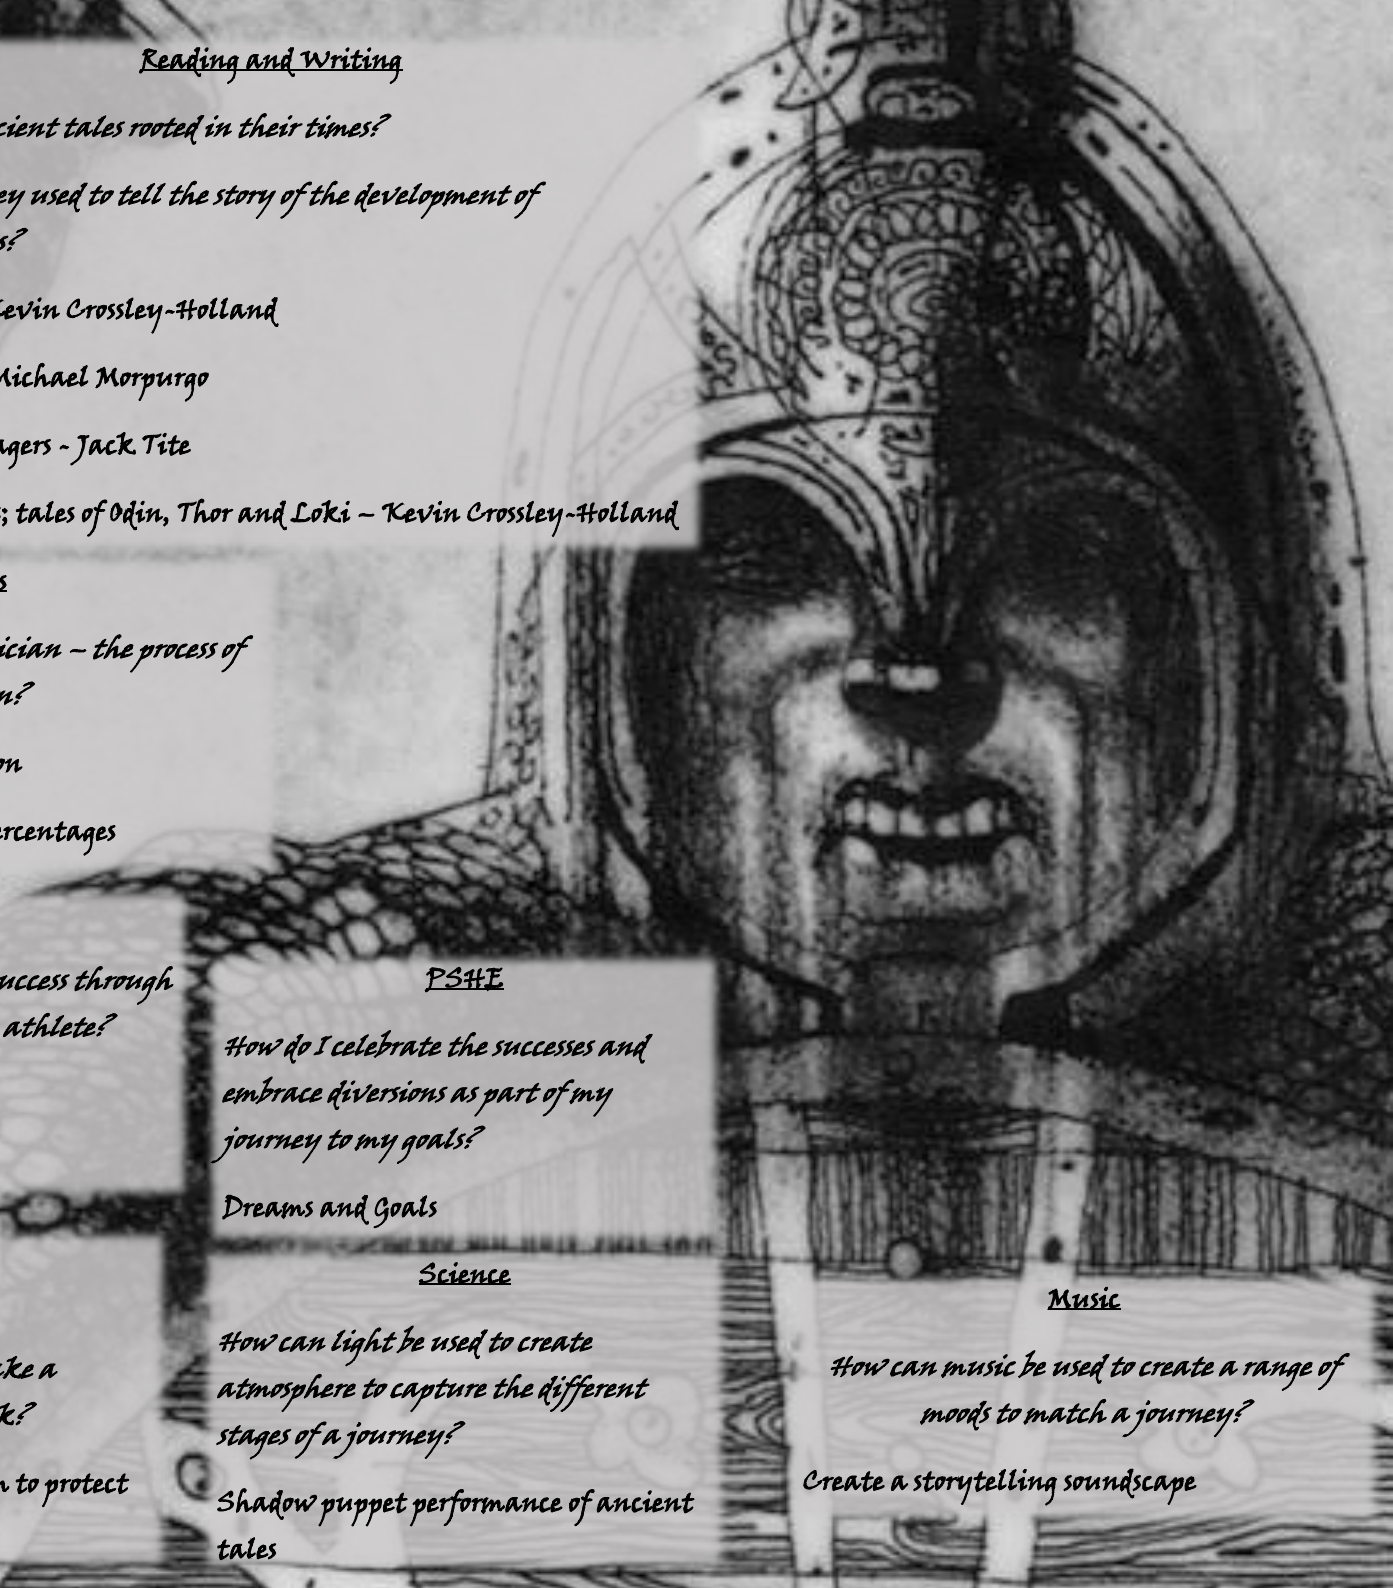 Reading and Writing
cient tales rooted in their times?
ey used to tell the story of the development of
s?
Kevin Crossley-Holland
Michael Morpurgo
agers - Jack Tite
s; tales of Odin, Thor and Loki – Kevin Crossley-Holland
s
ician – the process of
n?
on
ercentages
uccess through
athlete?
PSHE
How do I celebrate the successes and
embrace diversions as part of my
journey to my goals?
Dreams and Goals
Science
How can light be used to create
atmosphere to capture the different
stages of a journey?
Shadow puppet performance of ancient
tales
ake a
k?
n to protect
Music
How can music be used to create a range of
moods to match a journey?
Create a storytelling soundscape